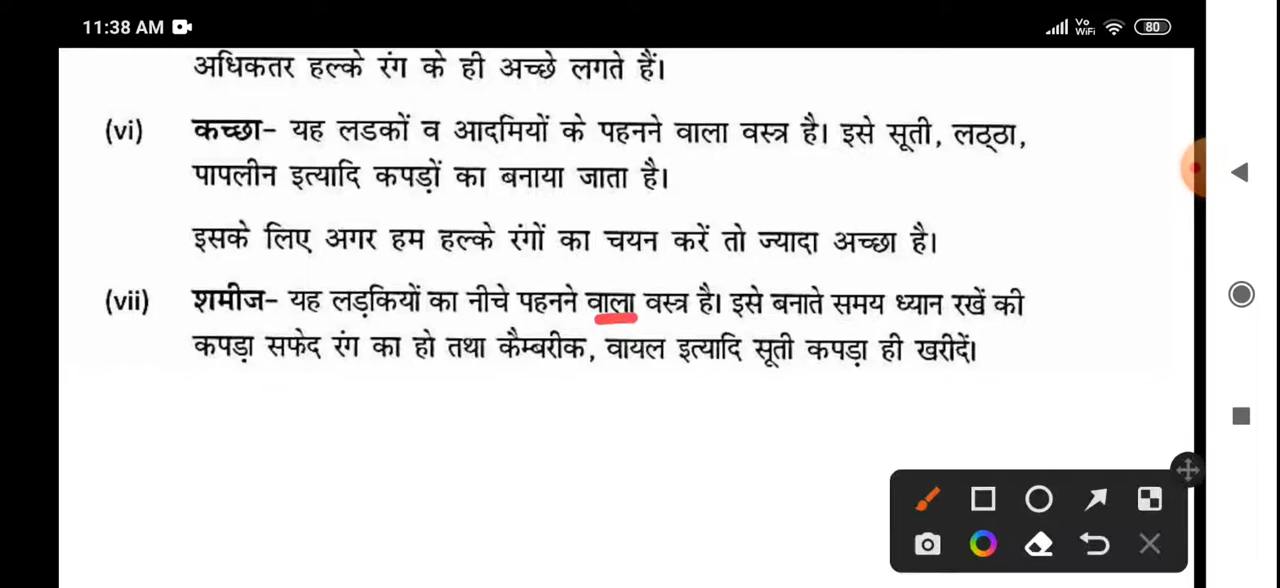 11:38 AM Vo WiFi 80
अधिकतर हल्के रंग के ही अच्छे लगते हैं।
(vi) कच्छा– यह लडकों व आदमियों के पहनने वाला वस्त्र है। इसे सूती, लठ्ठा,
पापलीन इत्यादि कपड़ों का बनाया जाता है।
इसके लिए अगर हम हल्के रंगों का चयन करें तो ज्यादा अच्छा है।
(vii) शमीज– यह लड़कियों का नीचे पहनने वाला वस्त्र है। इसे बनाते समय ध्यान रखें की
कपड़ा सफेद रंग का हो तथा कैम्बरीक, वायल इत्यादि सूती कपड़ा ही खरीदें।